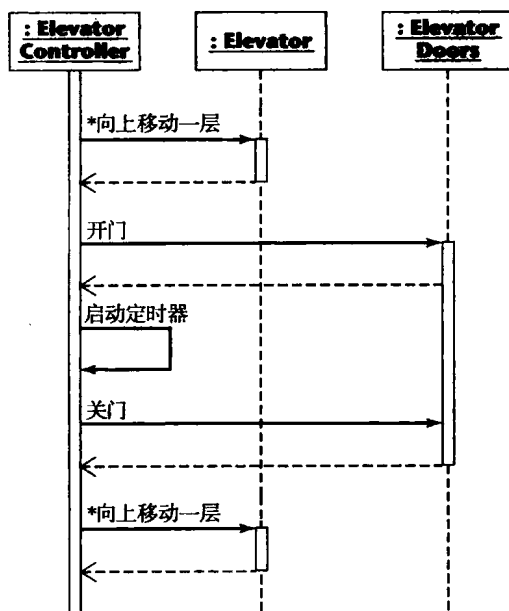 : Elevator
Controller
: Elevator
: Elevator
Doors
*向上移动一层
开门
启动定时器
关门
*向上移动一层